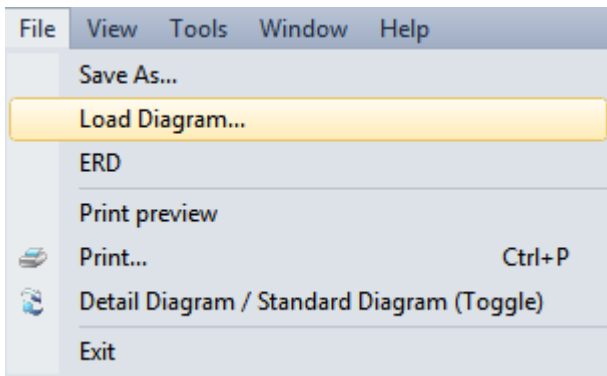 File View Tools Window Help
Save As...
Load Diagram...
ERD
Print preview
Print... Ctrl+P
Detail Diagram / Standard Diagram (Toggle)
Exit